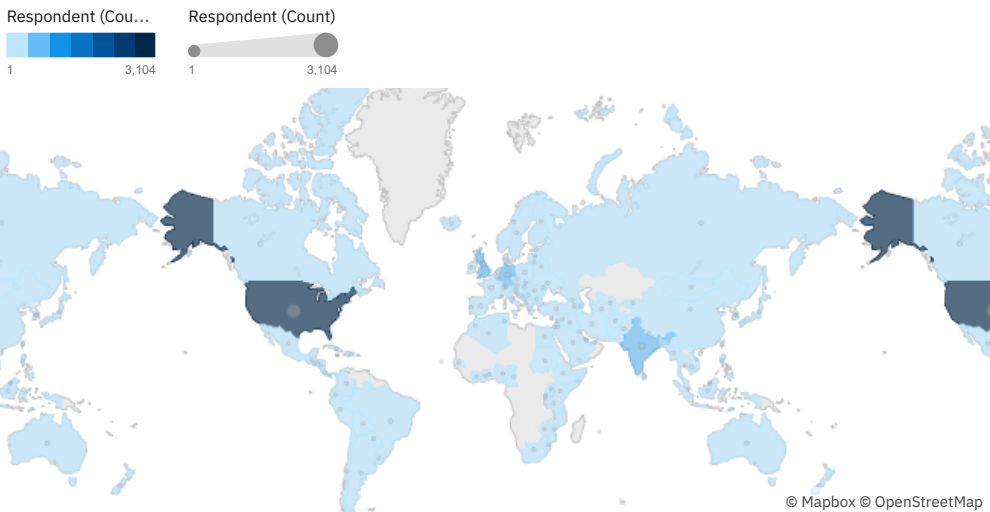 Respondent (Cou...
Respondent (Count)
1
3,104
1
3,104
© Mapbox © OpenStreetMap